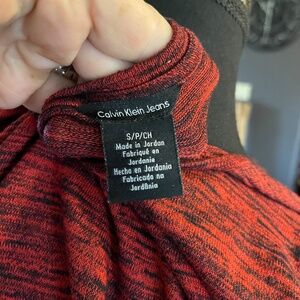 Calvin Klein Jeans
S/P/CH
Made in Jordan
Fabriqué en
Jordanie
Hecho en Jordania
Fabricado na
Jordânia